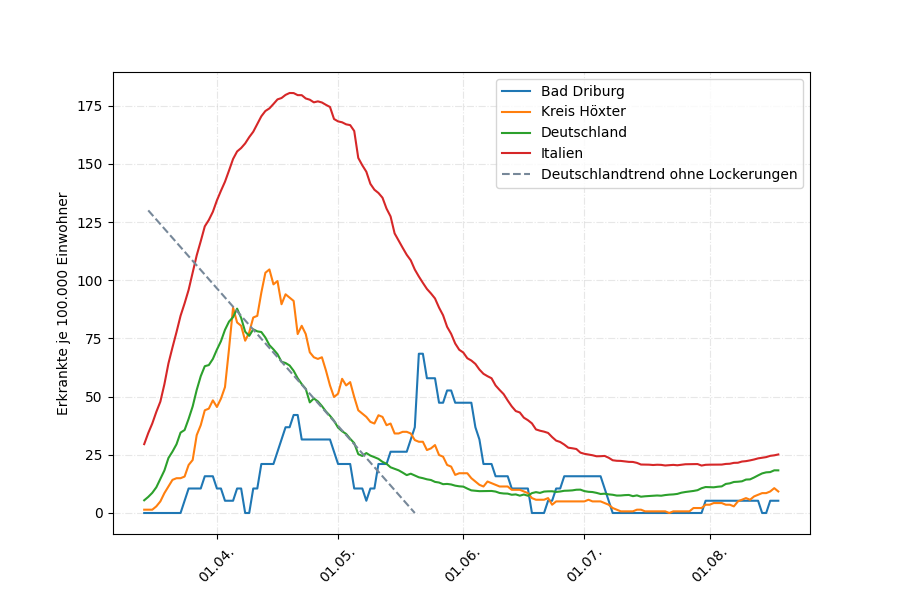 Bad Driburg
Kreis Höxter
Deutschland
Italien
Deutschlandtrend ohne Lockerungen
Erkrankte je 100.000 Einwohner
175
150
125
100
75
50
25
0
01.04.
01.05.
01.06.
01.07.
01.08.